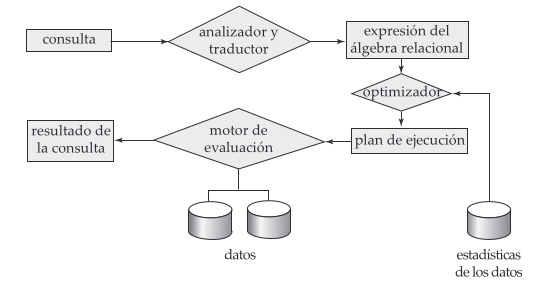 consulta
analizador y
traductor
expresión del
álgebra relacional
optimizador
resultado de
la consulta
motor de
evaluación
plan de ejecución
datos
estadísticas
de los datos